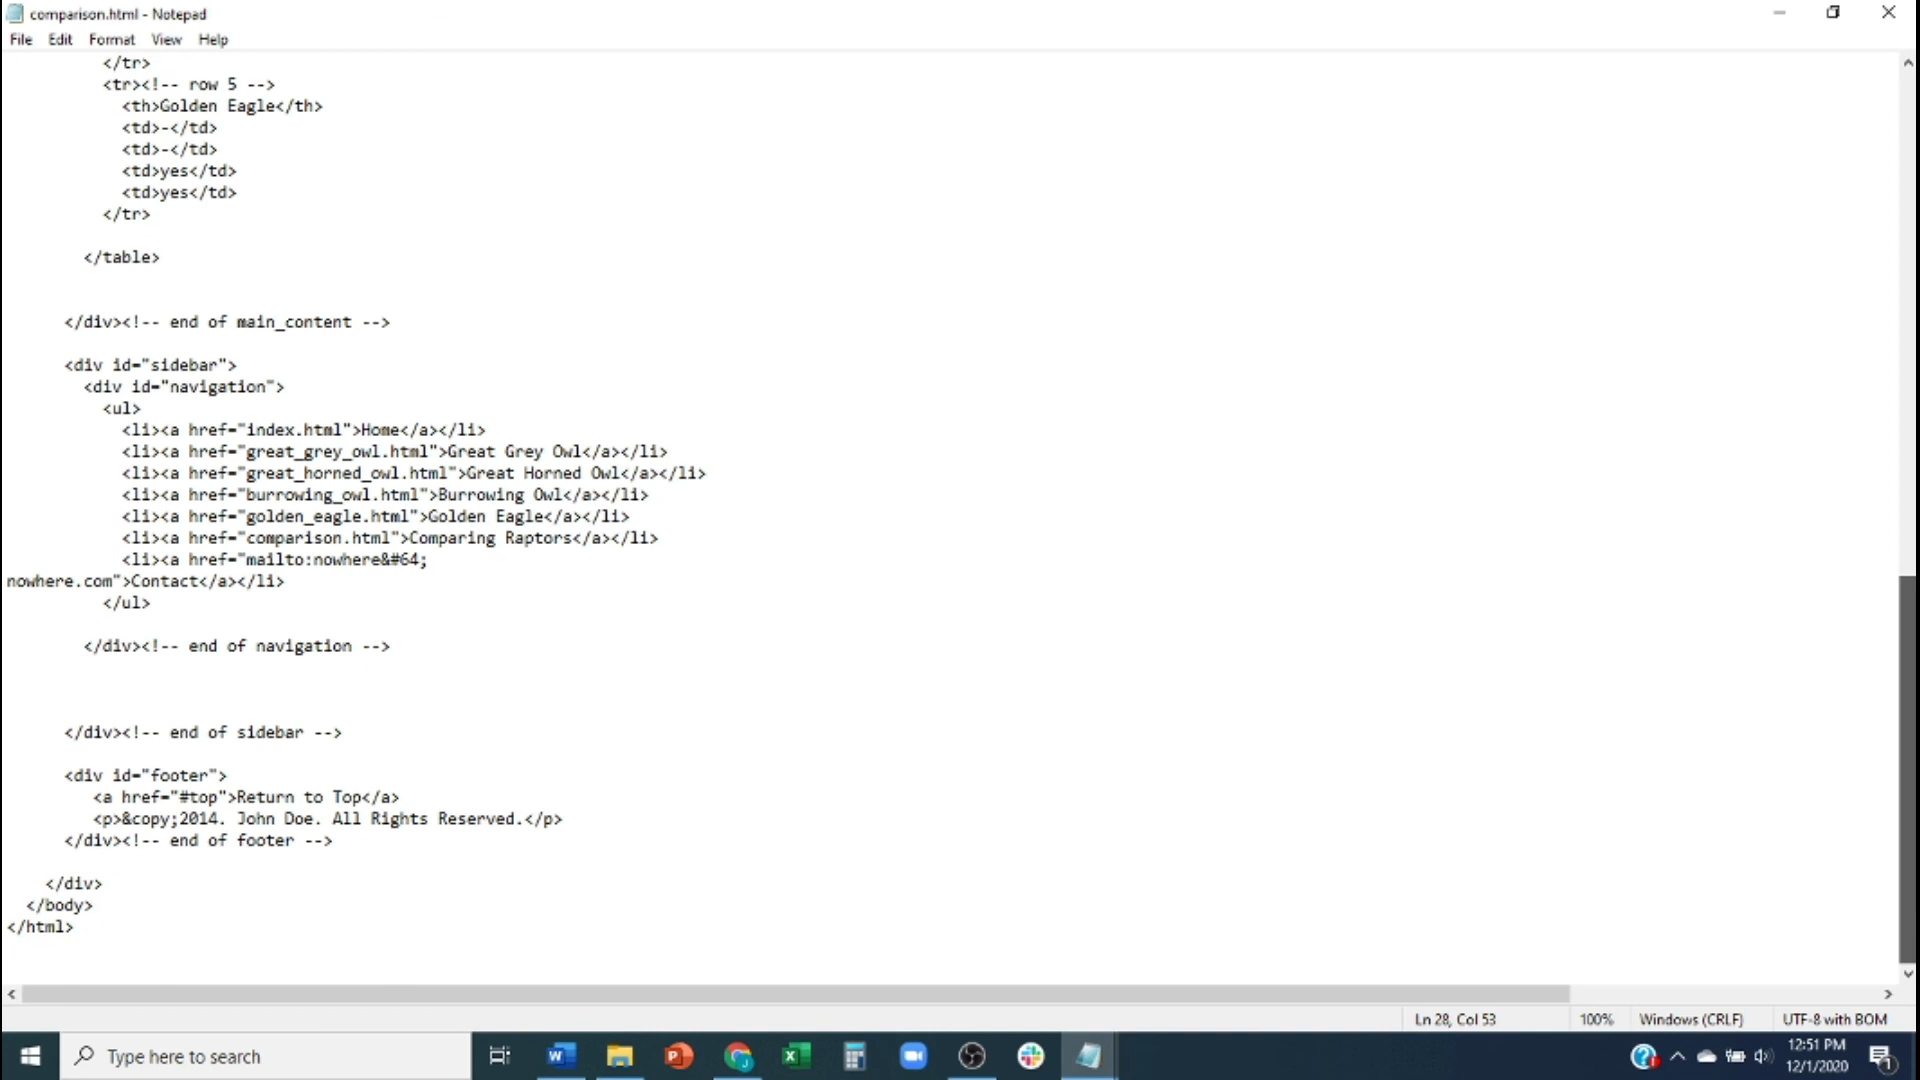 comparison.html - Notepad
File Edit Format View Help
</tr>
<tr><!-- row 5 -->
<th>Golden Eagle</th>
<td>-</td>
<td>-</td>
<td>yes</td>
<td>yes</td>
</tr>
</table>
</div><!-- end of main_content -->
<div id="sidebar">
<div id="navigation">
<ul>
<li><a href="index.html">Home</a></li>
<li><a href="great_grey_owl.html">Great Grey Owl</a></li>
<li><a href="great_horned_owl.html">Great Horned Owl</a></li>
<li><a href="burrowing_owl.html">Burrowing Owl</a></li>
<li><a href="golden_eagle.html">Golden Eagle</a></li>
<li><a href="comparison.html">Comparing Raptors</a></li>
<li><a href="mailto:nowhere&#64;
nowhere.com">Contact</a></li>
</ul>
</div><!-- end of navigation -->
</div><!-- end of sidebar -->
<div id="footer">
<a href="#top">Return to Top</a>
<p>&copy;2014. John Doe. All Rights Reserved.</p>
</div><!-- end of footer -->
</div>
</body>
</html>
Ln 28, Col 53 100% Windows (CRLF) UTF-8 with BOM
Type here to search
12:51 PM
12/1/2020